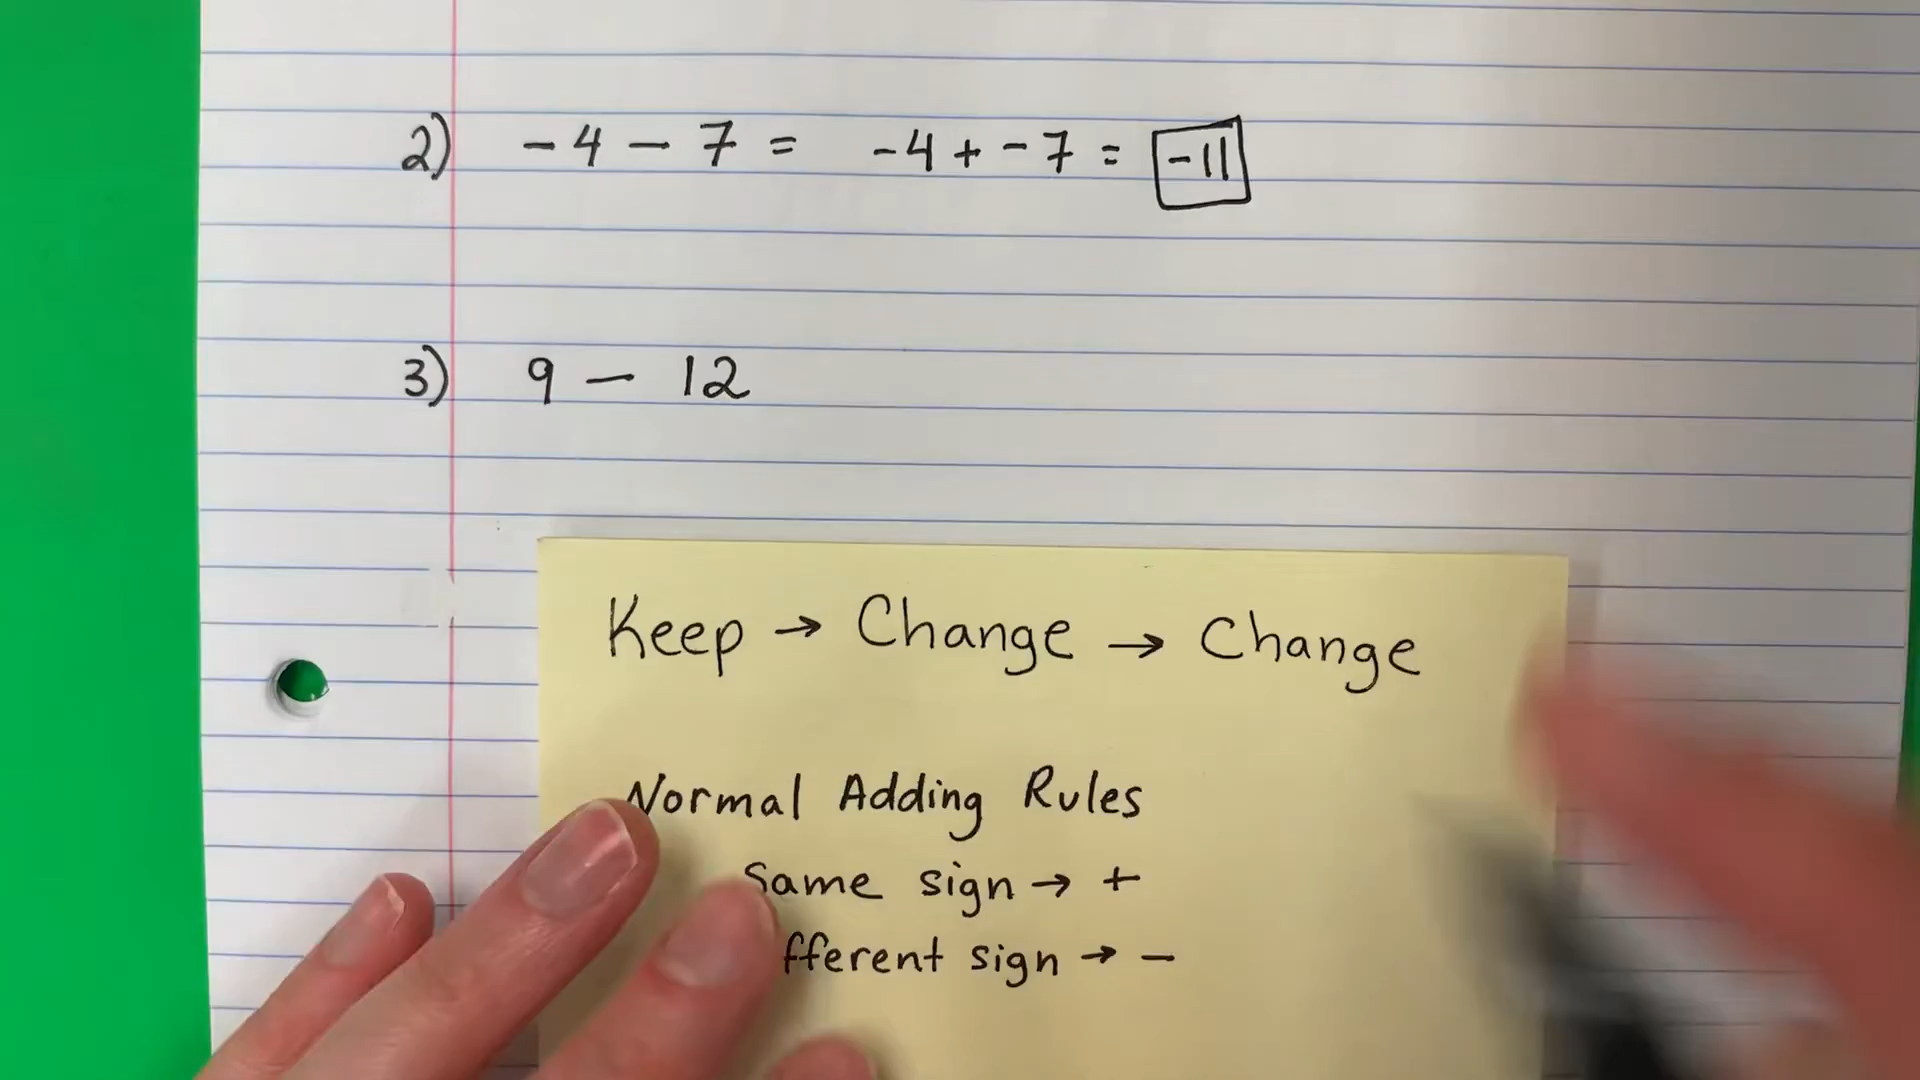 2) -4 - 7 = -4 + -7 = -11
3) 9 - 12
Keep → Change → Change
Normal Adding Rules
Same sign → +
fferent sign → -